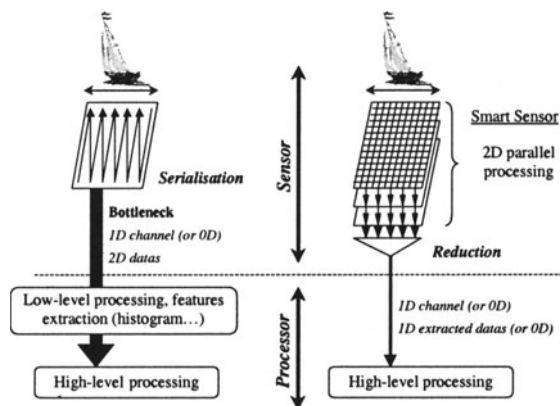 Serialisation
Bottleneck
1D channel (or 0D)
2D datas
Low-level processing, features
extraction (histogram...)
High-level processing
Sensor
Processor
Smart Sensor
2D parallel
processing
Reduction
1D channel (or 0D)
1D extracted datas (or 0D)
High-level processing